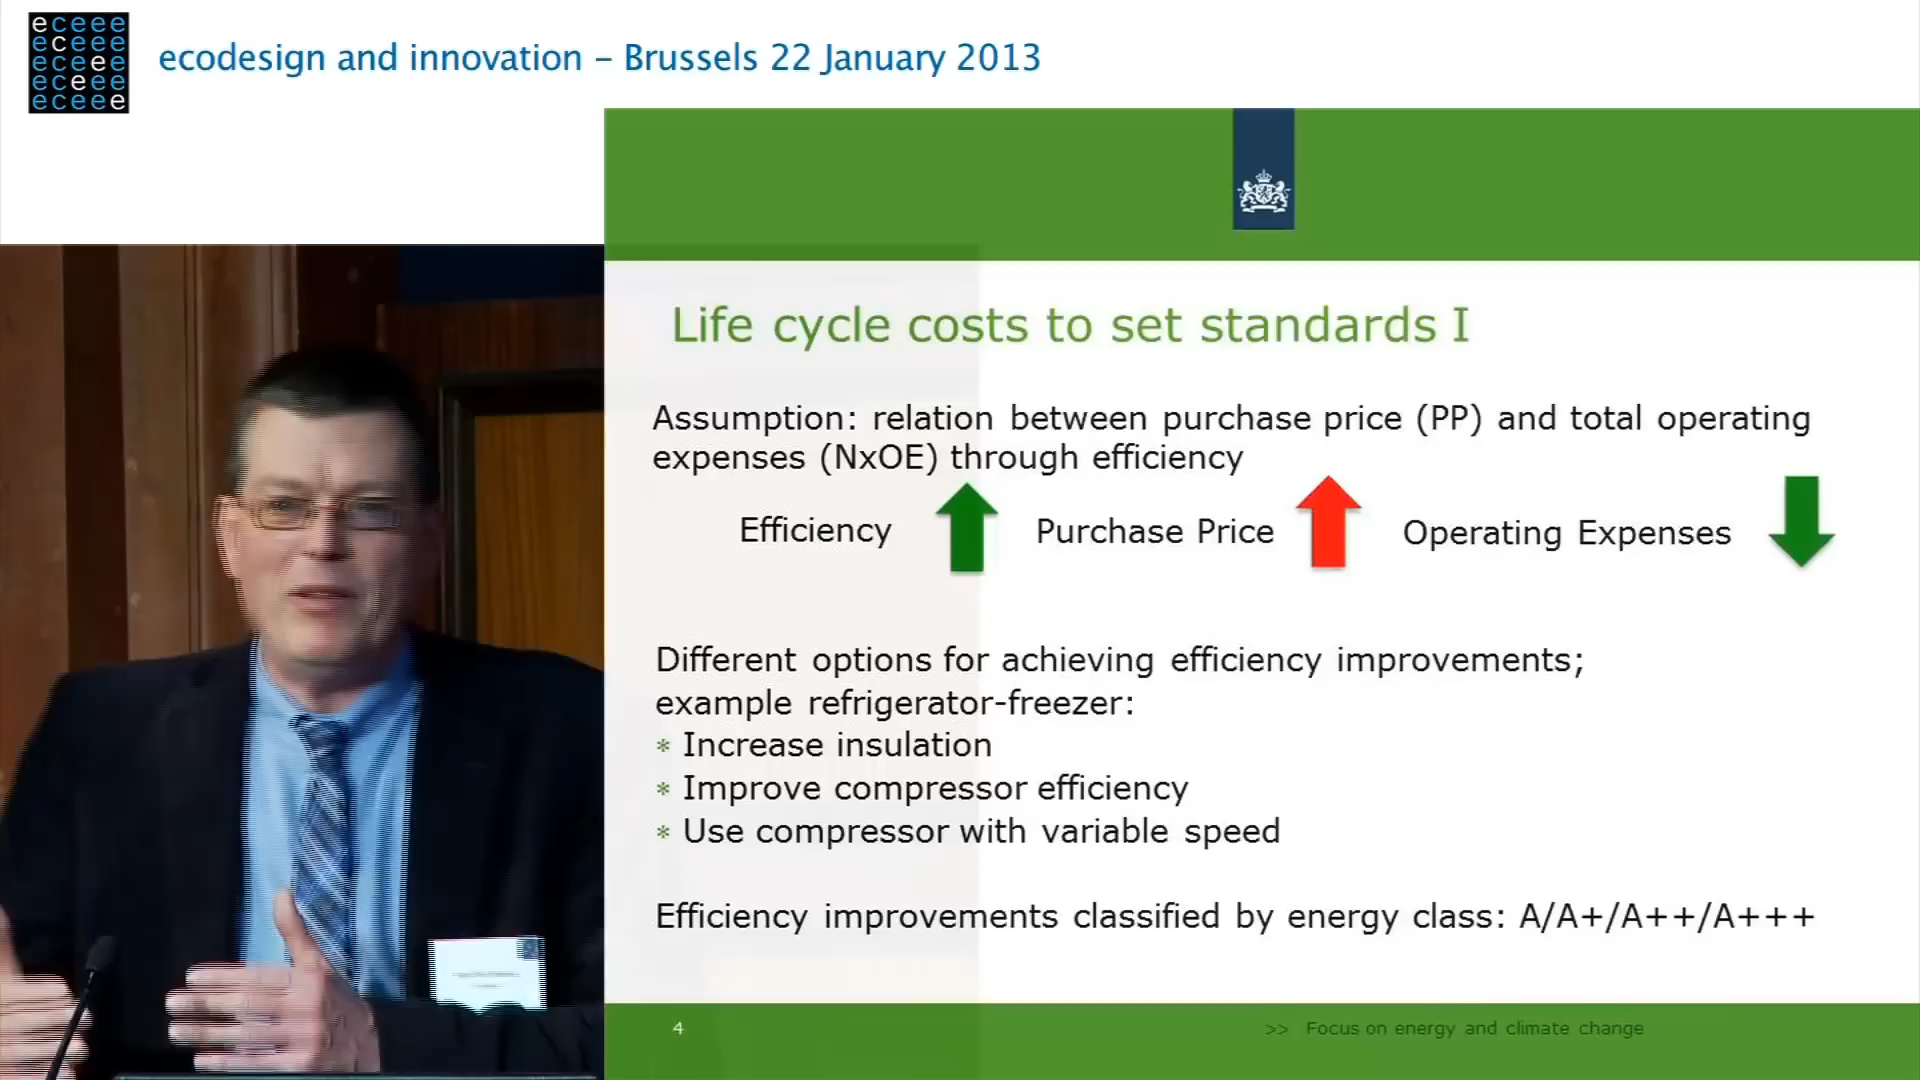 eceee
eceee
eceee
eceee
eceee
ecodesign and innovation – Brussels 22 January 2013
Life cycle costs to set standards I
Assumption: relation between purchase price (PP) and total operating
expenses (NxOE) through efficiency
Efficiency Purchase Price Operating Expenses
Different options for achieving efficiency improvements;
example refrigerator-freezer:
* Increase insulation
* Improve compressor efficiency
* Use compressor with variable speed
Efficiency improvements classified by energy class: A/A+/A++/A+++
4 >> Focus on energy and climate change